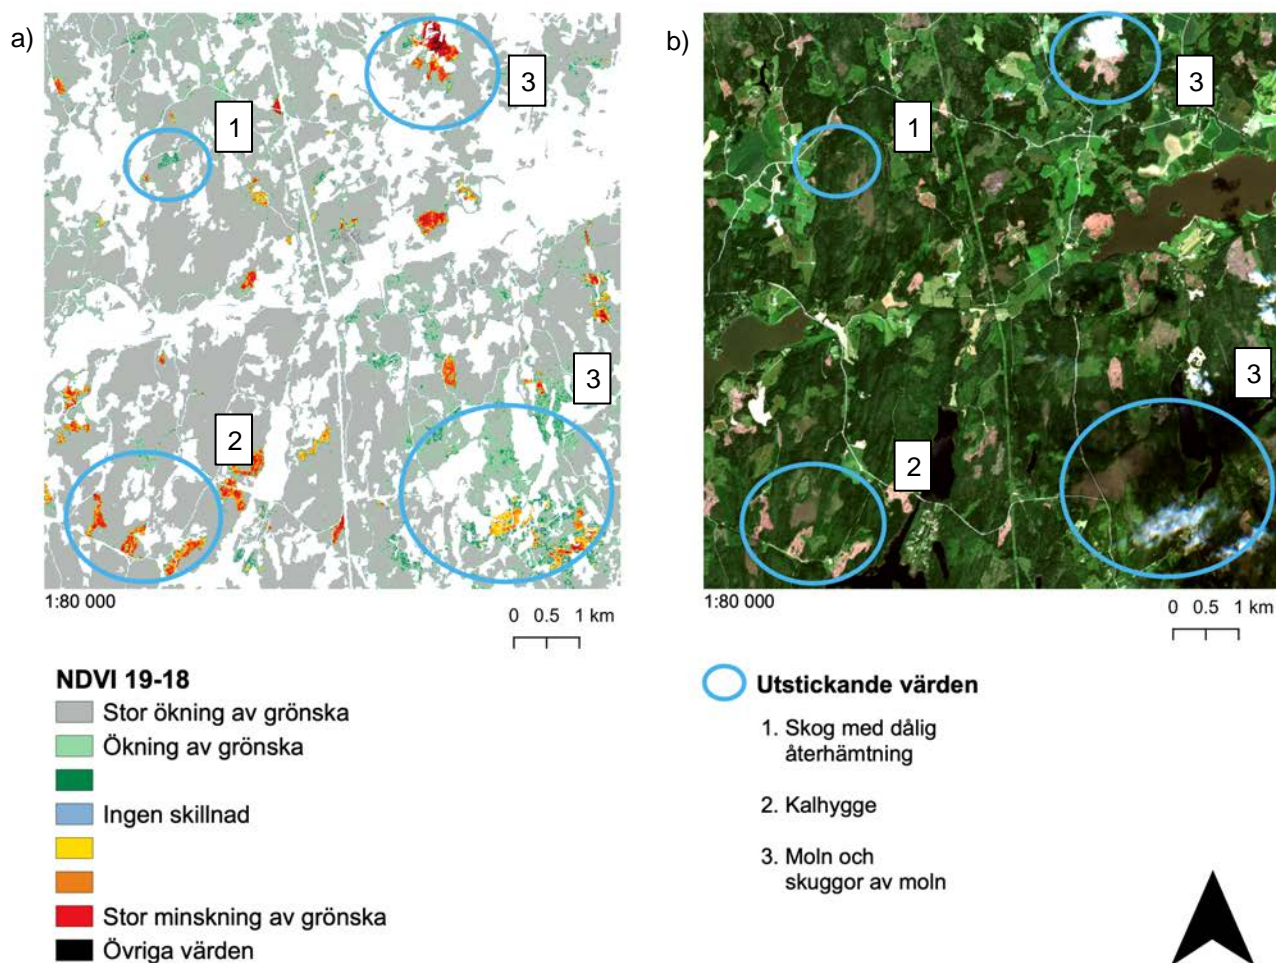 a)
3
1
3
2
1:80 000
0 0.5 1 km
b)
3
1
3
2
1:80 000
0 0.5 1 km
NDVI 19-18
Stor ökning av grönska
Ökning av grönska
Ingen skillnad
Stor minskning av grönska
Övriga värden
Utstickande värden
1. Skog med dålig
återhämtning
2. Kalhygge
3. Moln och
skuggor av moln